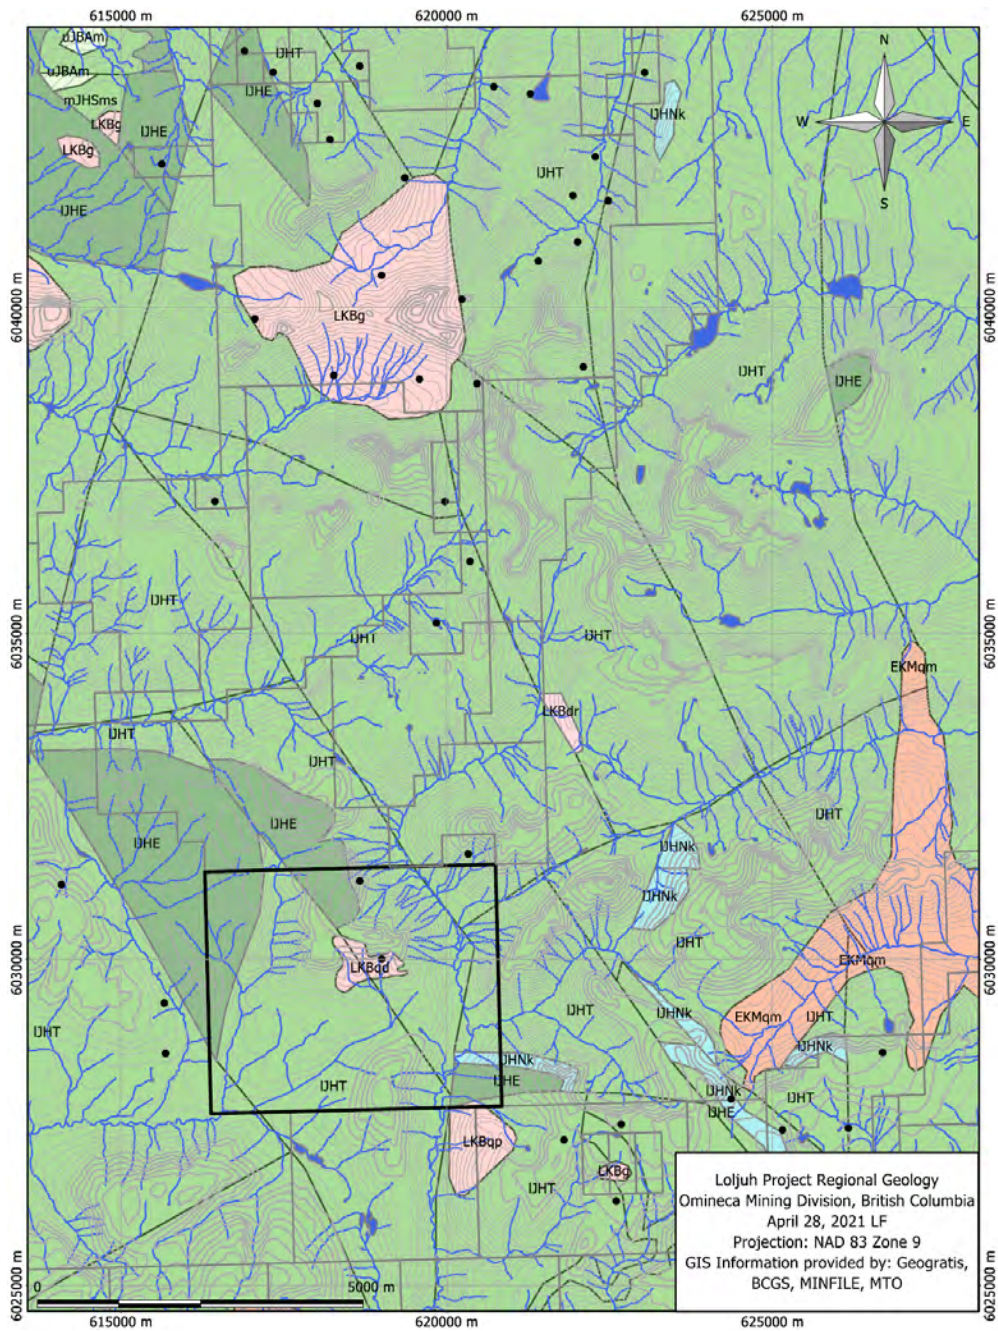 615000 m
620000 m
625000 m
uJBAm
lJHT
N
uJBAm
lJHE
mJHSms
LKBg
lJHE
lJHNk
W
E
LKBg
lJHT
S
lJHE
6040000 m
LKBg
6040000 m
lJHT
lJHE
lJHT
6035000 m
lJHT
lJHT
6035000 m
EKMqm
LKBdr
lJHT
lJHT
lJHE
lJHE
lJHT
lJHNk
lJHNk
lJHT
6030000 m
LKBqd
EKMqm
6030000 m
lJHT
lJHT
lJHNk
EKMqm
lJHT
lJHNk
lJHNk
lJHE
lJHT
lJHNk
lJHT
lJHE
LKBqp
LKBg
lJHT
Loljuh Project Regional Geology
Omineca Mining Division, British Columbia
April 28, 2021 LF
Projection: NAD 83 Zone 9
GIS Information provided by: Geogratis,
BCGS, MINFILE, MTO
6025000 m
0
5000 m
6025000 m
615000 m
620000 m
625000 m